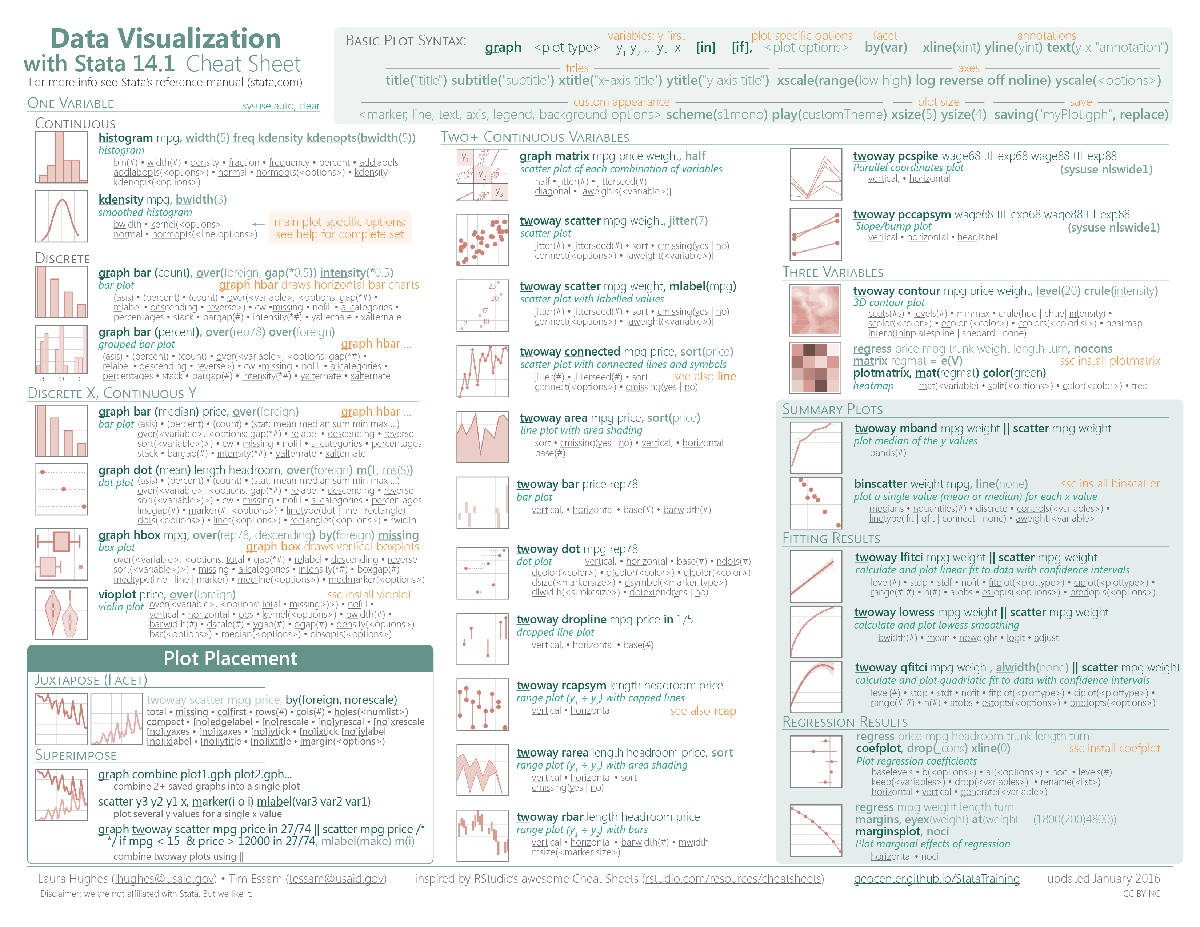 Data Visualization
with Stata 14.1 Cheat Sheet
For more info see Stata's reference manual (stata.com)
BASIC PLOT SYNTAX:
variables: y first
plot specific options
facet
annotations
graph <plot type> y₁ y₂ ... yₙ x [in] [if], <plot options> by(var) xline(xint) yline(yint) text(y x "annotation")
titles
axes
title("title") subtitle("subtitle") xtitle("x-axis title") ytitle("y axis title") xscale(range(low high) log reverse off noline) yscale(<options>)
custom appearance
plot size
save
<marker, line, text, axis, legend, background options> scheme(s1mono) play(customTheme) xsize(5) ysize(4) saving("myPlot.gph", replace)
ONE VARIABLE
sysuse auto, clear
CONTINUOUS
histogram mpg, width(5) freq kdensity kdenopts(bwidth(5))
histogram
bin(#) • width(#) • density • fraction • frequency • percent • addlabels
addlabopts(<options>) • normal • normopts(<options>) • kdensity
kdenopts(<options>)
kdensity mpg, bwidth(3)
smoothed histogram
bwidth • kernel(<options>
normal • normopts(<line options>)
main plot-specific options;
see help for complete set
DISCRETE
graph bar (count), over(foreign, gap(*0.5)) intensity(*0.5)
bar plot
graph hbar draws horizontal bar charts
(asis) • (percent) • (count) • over(<variable>, <options: gap(*#) •
relabel • descending • reverse>) • cw •missing • nofill • allcategories •
percentages • stack • bargap(#) • intensity(*#) • yalternate • xalternate
graph bar (percent), over(rep78) over(foreign)
grouped bar plot
graph hbar ...
(asis) • (percent) • (count) • over(<variable>, <options: gap(*#) •
relabel • descending • reverse>) • cw •missing • nofill • allcategories •
percentages • stack • bargap(#) • intensity(*#) • yalternate • xalternate
DISCRETE X, CONTINUOUS Y
graph bar (median) price, over(foreign)
graph hbar ...
bar plot
(asis) • (percent) • (count) • (stat: mean median sum min max ...)
over(<variable>, <options: gap(*#) • relabel • descending • reverse
sort(<variable>)>) • cw • missing • nofill • allcategories • percentages
stack • bargap(#) • intensity(*#) • yalternate • xalternate
graph dot (mean) length headroom, over(foreign) m(1, ms(S))
dot plot
(asis) • (percent) • (count) • (stat: mean median sum min max ...)
over(<variable>, <options: gap(*#) • relabel • descending • reverse
sort(<variable>)>) • cw • missing • nofill • allcategories • percentages
linegap(#) • marker(#, <options>) • linetype(dot | line | rectangle)
dots(<options>) • lines(<options>) • rectangles(<options>) • rwidth
graph hbox mpg, over(rep78, descending) by(foreign) missing
box plot
graph box draws vertical boxplots
over(<variable>, <options: total • gap(*#) • relabel • descending • reverse
sort(<variable>)>) • missing • allcategories • intensity(*#) • boxgap(#)
medtype(line | line | marker) • medline(<options>) • medmarker(<options>)
vioplot price, over(foreign)
ssc install vioplot
violin plot
over(<variable>, <options: total • missing>)>) • nofill •
vertical • horizontal • obs • kernel(<options>) • bwidth(#) •
barwidth(#) • dscale(#) • ygap(#) • ogap(#) • density(<options>)
bar(<options>) • median(<options>) • obsopts(<options>)
Plot Placement
JUXTAPOSE (FACET)
twoway scatter mpg price, by(foreign, norescale)
total • missing • colfirst • rows(#) • cols(#) • holes(<numlist>)
compact • [no]edgelabel • [no]rescale • [no]yrescal • [no]xrescale
[no]iyaxes • [no]ixaxes • [no]iytick • [no]ixtick • [no]iylabel
[no]ixlabel • [no]iytitle • [no]ixtitle • imargin(<options>)
SUPERIMPOSE
graph combine plot1.gph plot2.gph...
combine 2+ saved graphs into a single plot
scatter y3 y2 y1 x, marker(i o i) mlabel(var3 var2 var1)
plot several y values for a single x value
graph twoway scatter mpg price in 27/74 || scatter mpg price /*
*/ if mpg < 15 & price > 12000 in 27/74, mlabel(make) m(i)
combine twoway plots using ||
TWO+ CONTINUOUS VARIABLES
y₁
y₂
y₃
graph matrix mpg price weight, half
scatter plot of each combination of variables
half • jitter(#) • jitterseed(#)
diagonal • [aweights(<variable>)]
twoway scatter mpg weight, jitter(7)
scatter plot
jitter(#) • jitterseed(#) • sort • cmissing(yes | no)
connect(<options>) • [aweight(<variable>)]
23
20
17
2
10
twoway scatter mpg weight, mlabel(mpg)
scatter plot with labelled values
jitter(#) • jitterseed(#) • sort • cmissing(yes | no)
connect(<options>) • [aweight(<variable>)]
twoway connected mpg price, sort(price)
scatter plot with connected lines and symbols
jitter(#) • jitterseed(#) • sort
see also line
connect(<options>) • cmissing(yes | no)
twoway area mpg price, sort(price)
line plot with area shading
sort • cmissing(yes | no) • vertical, • horizontal
base(#)
twoway bar price rep78
bar plot
vertical, • horizontal • base(#) • barwidth(#)
twoway dot mpg rep78
dot plot
vertical, • horizontal • base(#) • ndots(#)
dcolor(<color>) • dfcolor(<color>) • dlcolor(<color>)
dsize(<markersize>) • dsymbol(<marker type>)
dlwidth(<strokesize>) • dotextend(yes | no)
twoway dropline mpg price in 1/5
dropped line plot
vertical, • horizontal • base(#)
twoway rcapsym length headroom price
range plot (y₁ ÷ y₂) with capped lines
vertical • horizontal
see also rcap
twoway rarea length headroom price, sort
range plot (y₁ ÷ y₂) with area shading
vertical • horizontal • sort
cmissing(yes | no)
twoway rbar length headroom price
range plot (y₁ ÷ y₂) with bars
vertical • horizontal • barwidth(#) • mwidth
msize(<marker size>)
twoway pcspike wage68 ttl_exp68 wage88 ttl_exp88
Parallel coordinates plot
(sysuse nlswide1)
vertical, • horizontal
twoway pccapsym wage68 ttl_exp68 wage88 ttl_exp88
Slope/bump plot
(sysuse nlswide1)
vertical • horizontal • headlabel
THREE VARIABLES
twoway contour mpg price weight, level(20) crule(intensity)
3D contour plot
ccuts(#s) • levels(#) • minmax • crule(hue | chue| intensity) •
scolor(<color>) • ecolor (<color>) • ccolors(<colorlist>) • heatmap
interp(thinplatespline | shepard | none)
regress price mpg trunk weight length turn, nocons
matrix regmat = e(V)
ssc install plotmatrix
plotmatrix, mat(regmat) color(green)
heatmap
mat(<variable>) • split(<options>) • color(<color>) • freq
SUMMARY PLOTS
twoway mband mpg weight || scatter mpg weight
plot median of the y values
bands(#)
binscatter weight mpg, line(none)
ssc install binscatter
plot a single value (mean or median) for each x value
medians • nquantiles(#) • discrete • controls(<variables>) •
linetype(lfit | qfit | connect | none) • aweight[<variable>]
FITTING RESULTS
twoway lfitci mpg weight || scatter mpg weight
calculate and plot linear fit to data with confidence intervals
level(#) • stdp • stdf • nofit • fitplot(<plottype>) • ciplot(<plottype>) •
range(# #) • n(#) • atobs • estopts(<options>) • predopts(<options>)
twoway lowess mpg weight || scatter mpg weight
calculate and plot lowess smoothing
bwidth(#) • mean • noweight • logit • adjust
twoway qfitci mpg weight, alwidth(none) || scatter mpg weight
calculate and plot quadratic fit to data with confidence intervals
level(#) • stdp • stdf • nofit • fitplot(<plottype>) • ciplot(<plottype>) •
range(# #) • n(#) • atobs • estopts(<options>) • predopts(<options>)
REGRESSION RESULTS
regress price mpg headroom trunk length turn
coefplot, drop(_cons) xline(0)
ssc install coefplot
Plot regression coefficients
baselevels • b(<options>) • at(<options>) • noci • levels(#)
keep(<variables>) • drop(<variables>) • rename(<list>)
horizontal • vertical • generate(<variable>)
regress mpg weight length turn
margins, eyex(weight) at(weight = (1800(200)4800))
marginsplot, noci
Plot marginal effects of regression
horizontal • noci
Laura Hughes (lhughes@usaid.gov) • Tim Essam (tessam@usaid.gov)
inspired by RStudio's awesome Cheat Sheets (rstudio.com/resources/cheatsheets)
geocenter.github.io/StataTraining
updated January 2016
Disclaimer: we are not affiliated with Stata. But we like it.
CC BY NC